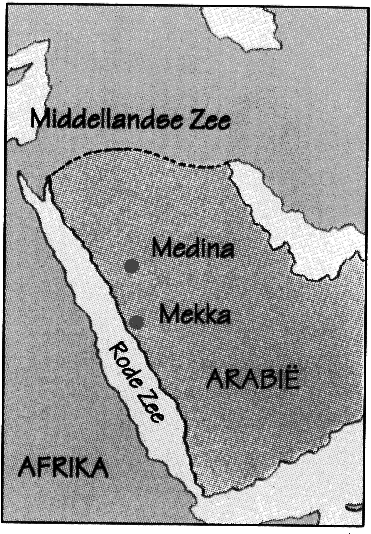 Middellandse Zee
Medina
Mekka
Rode Zee
ARABIË
AFRIKA